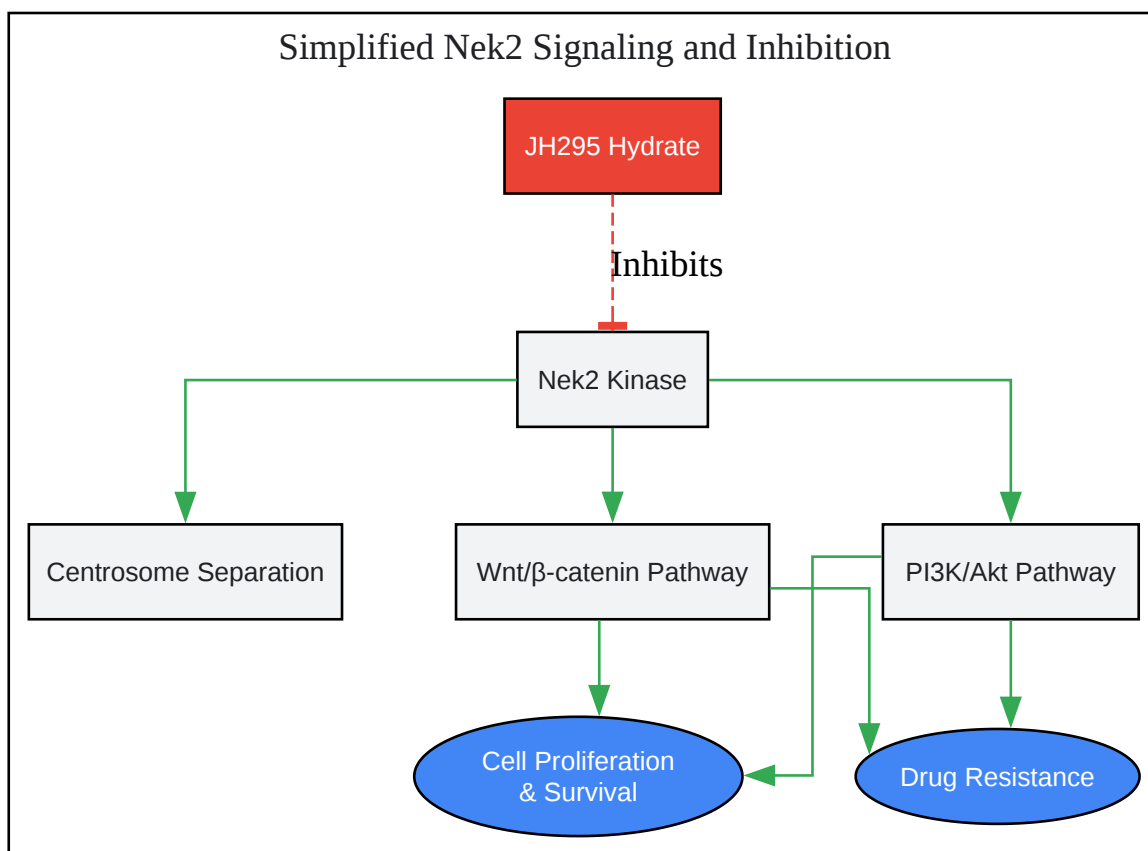 Simplified Nek2 Signaling and Inhibition
JH295 Hydrate
Inhibits
Nek2 Kinase
Centrosome Separation
Wnt/β-catenin Pathway
PI3K/Akt Pathway
Cell Proliferation
& Survival
Drug Resistance